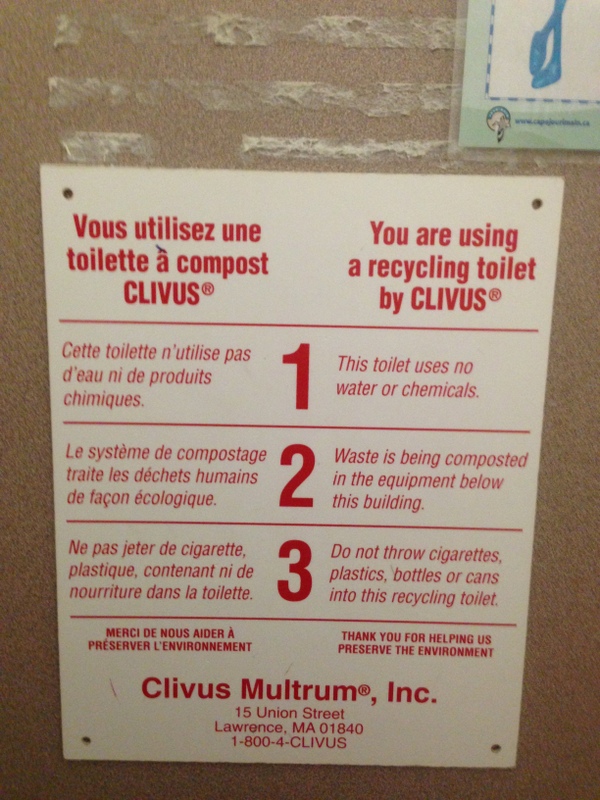 www.capejourimain.ca
Vous utilisez une
toilette à compost
CLIVUS®
You are using
a recycling toilet
by CLIVUS®
Cette toilette n'utilise pas
d'eau ni de produits
chimiques.
1
This toilet uses no
water or chemicals.
Le système de compostage
traite les déchets humains
de façon écologique.
2
Waste is being composted
in the equipment below
this building.
Ne pas jeter de cigarette,
plastique, contenant ni de
nourriture dans la toilette.
3
Do not throw cigarettes,
plastics, bottles or cans
into this recycling toilet.
MERCI DE NOUS AIDER À
PRÉSERVER L'ENVIRONNEMENT
THANK YOU FOR HELPING US
PRESERVE THE ENVIRONMENT
Clivus Multrum®, Inc.
15 Union Street
Lawrence, MA 01840
1-800-4-CLIVUS